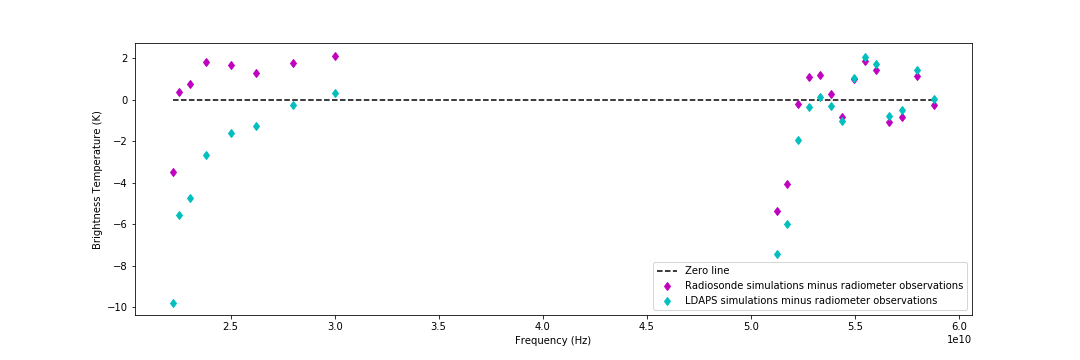 2
0
−2
−4
−6
−8
−10
Brightness Temperature (K)
Zero line
Radiosonde simulations minus radiometer observations
LDAPS simulations minus radiometer observations
2.5 3.0 3.5 4.0 4.5 5.0 5.5 6.0
1e10
Frequency (Hz)